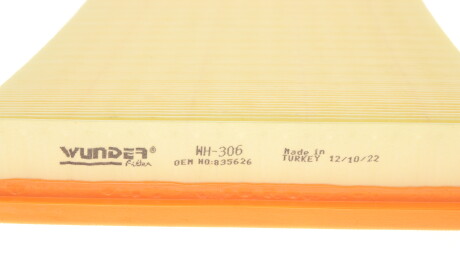 WUNDER®
Filter
WH-306
OEM NO:835626
Made in
TURKEY 12/10/22